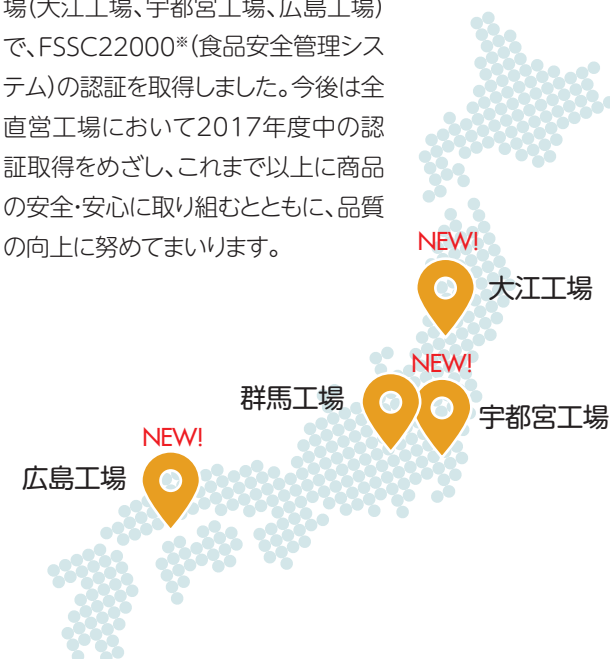 場(大江工場、宇都宮工場、広島工場)
で、FSSC22000※(食品安全管理シス
テム)の認証を取得しました。今後は全
直営工場において2017年度中の認
証取得をめざし、これまで以上に商品
の安全・安心に取り組むとともに、品質
の向上に努めてまいります。
NEW!
大江工場
NEW!
群馬工場
宇都宮工場
NEW!
広島工場